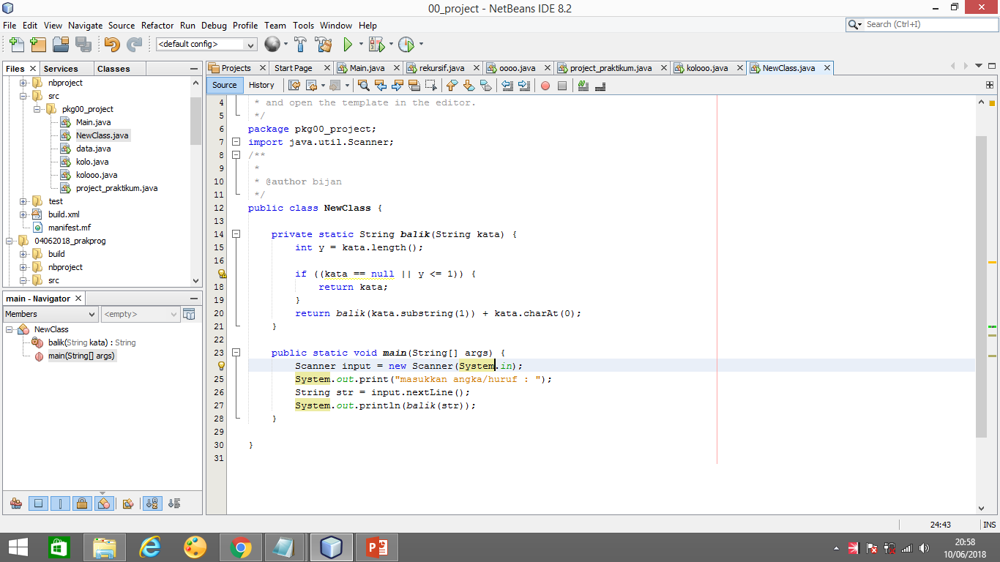 00_project - NetBeans IDE 8.2
File Edit View Navigate Source Refactor Run Debug Profile Team Tools Window Help
Search (Ctrl+I)
<default config>
Files Services Classes
nbproject
src
pkg00_project
Main.java
NewClass.java
data.java
kolo.java
kolooo.java
project_praktikum.java
test
build.xml
manifest.mf
04062018_prakprog
build
nbproject
src
main - Navigator
Members <empty>
NewClass
balik(String kata) : String
main(String[] args)
Projects Start Page Main.java rekursif.java oooo.java project_praktikum.java kolooo.java NewClass.java
Source History
4 * and open the template in the editor.
5 */
6 package pkg00_project;
7 import java.util.Scanner;
8 /**
9 *
10 * @author bijan
11 */
12 public class NewClass {
13
14 private static String balik(String kata) {
15 int y = kata.length();
16
if ((kata == null || y <= 1)) {
18 return kata;
19 }
20 return balik(kata.substring(1)) + kata.charAt(0);
21 }
22
23 public static void main(String[] args) {
Scanner input = new Scanner(System.in);
25 System.out.print("masukkan angka/huruf : ");
26 String str = input.nextLine();
27 System.out.println(balik(str));
28 }
29
30 }
31
24:43 INS
20:58
10/06/2018